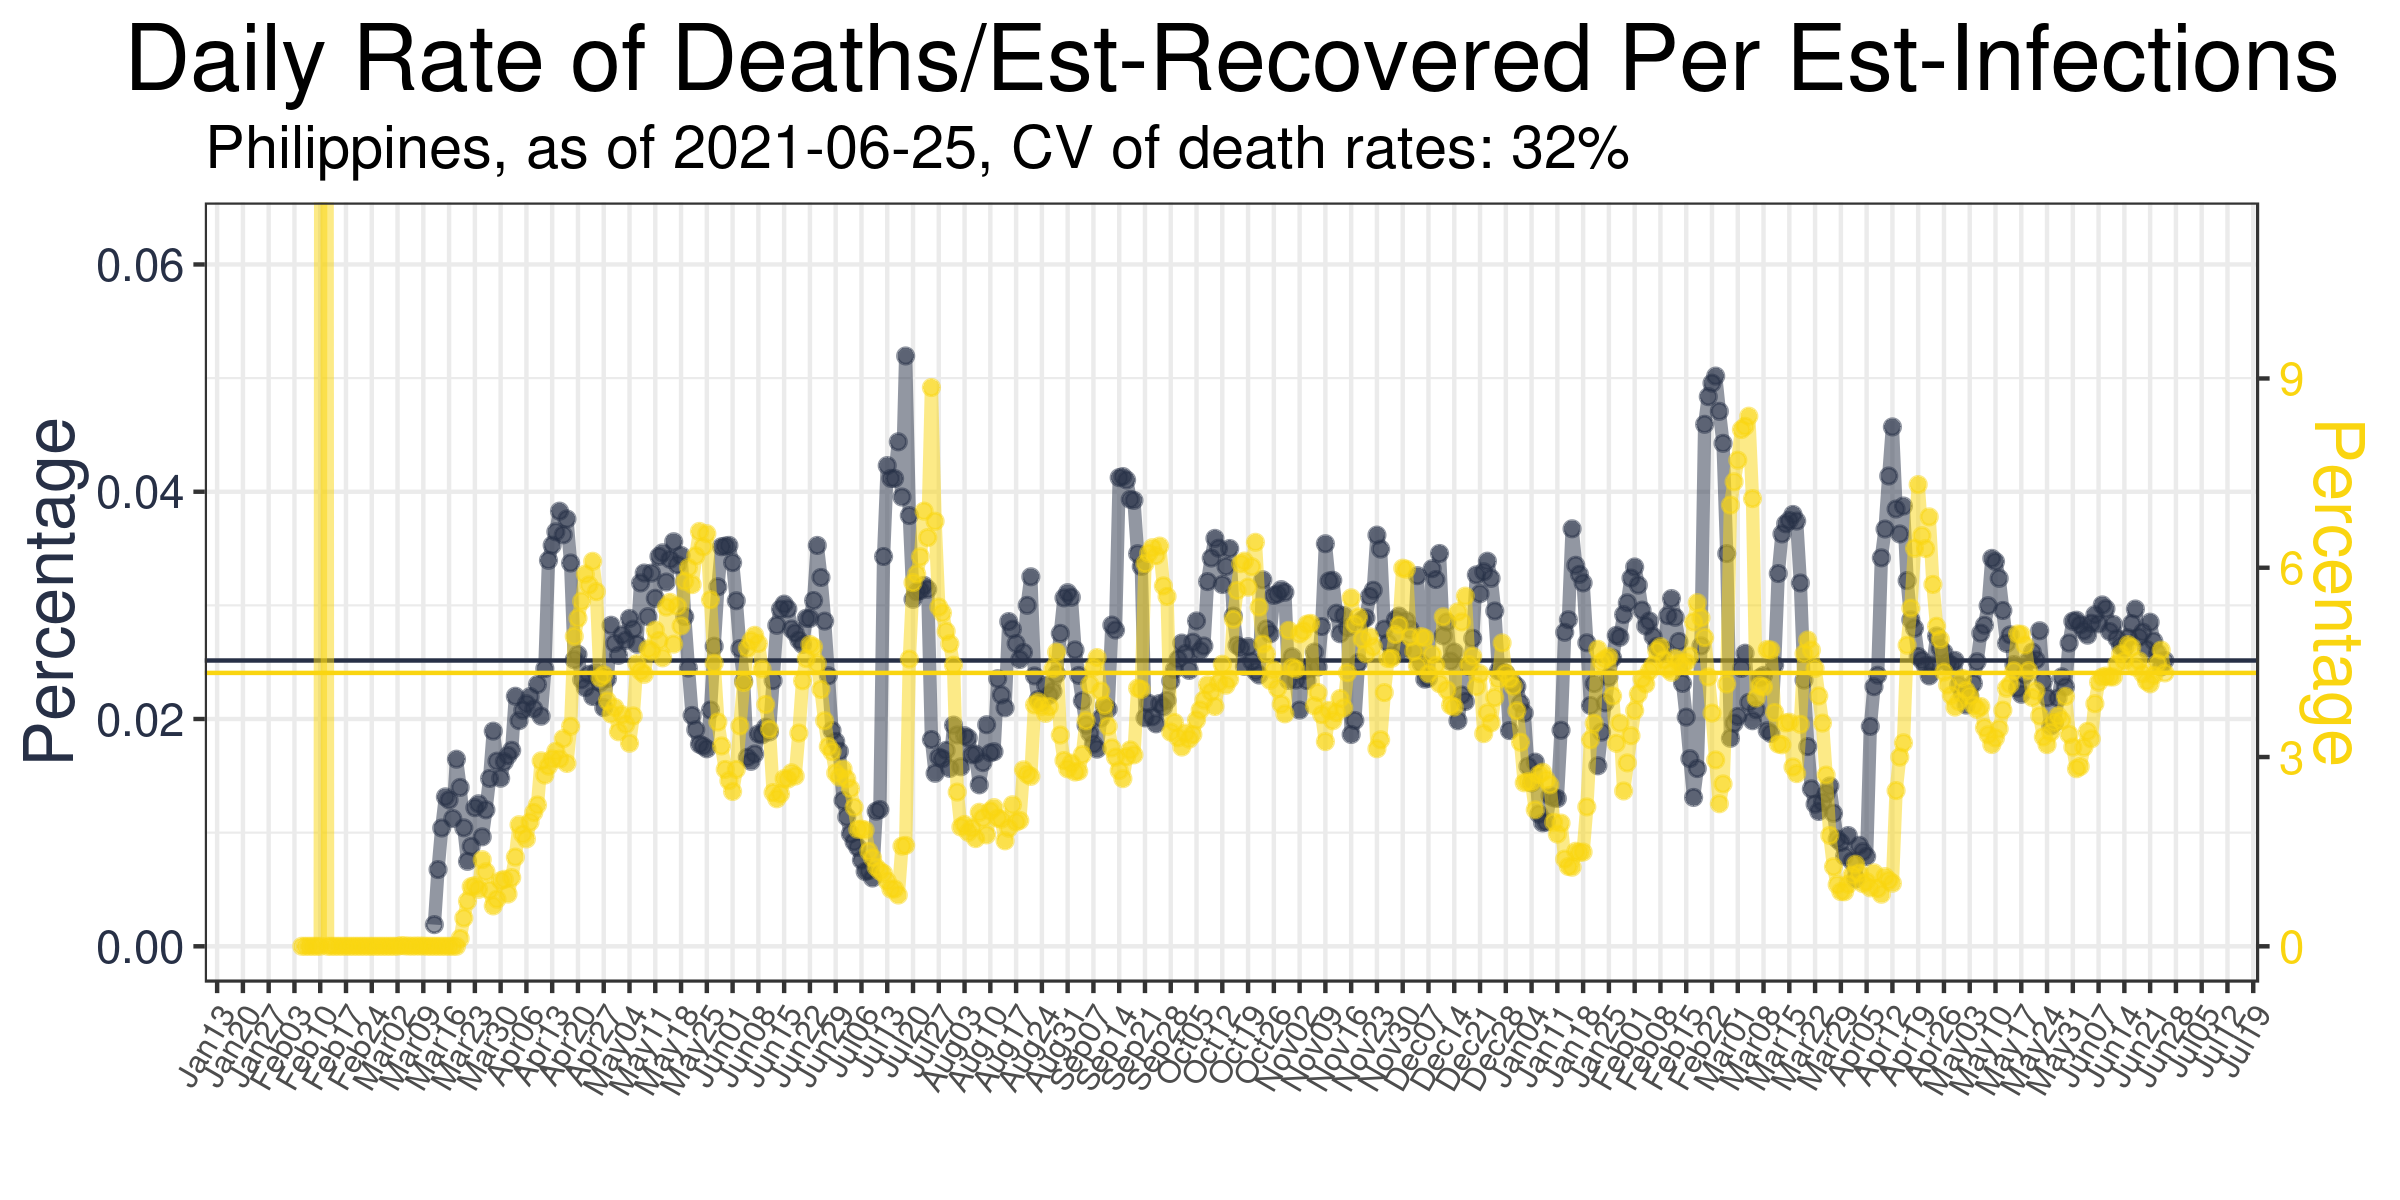 Daily Rate of Deaths/Est-Recovered Per Est-Infections
Philippines, as of 2021-06-25, CV of death rates: 32%
Percentage
0.06
0.04
0.02
0.00
9
6
3
0
Percentage
Jan13
Jan20
Jan27
Feb03
Feb10
Feb17
Feb24
Mar02
Mar09
Mar16
Mar23
Mar30
Apr06
Apr13
Apr20
Apr27
May04
May11
May18
May25
Jun01
Jun08
Jun15
Jun22
Jun29
Jul06
Jul13
Jul20
Jul27
Aug03
Aug10
Aug17
Aug24
Aug31
Sep07
Sep14
Sep21
Sep28
Oct05
Oct12
Oct19
Oct26
Nov02
Nov09
Nov16
Nov23
Nov30
Dec07
Dec14
Dec21
Dec28
Jan04
Jan11
Jan18
Jan25
Feb01
Feb08
Feb15
Feb22
Mar01
Mar08
Mar15
Mar22
Mar29
Apr05
Apr12
Apr19
Apr26
May03
May10
May17
May24
May31
Jun07
Jun14
Jun21
Jun28
Jul05
Jul12
Jul19